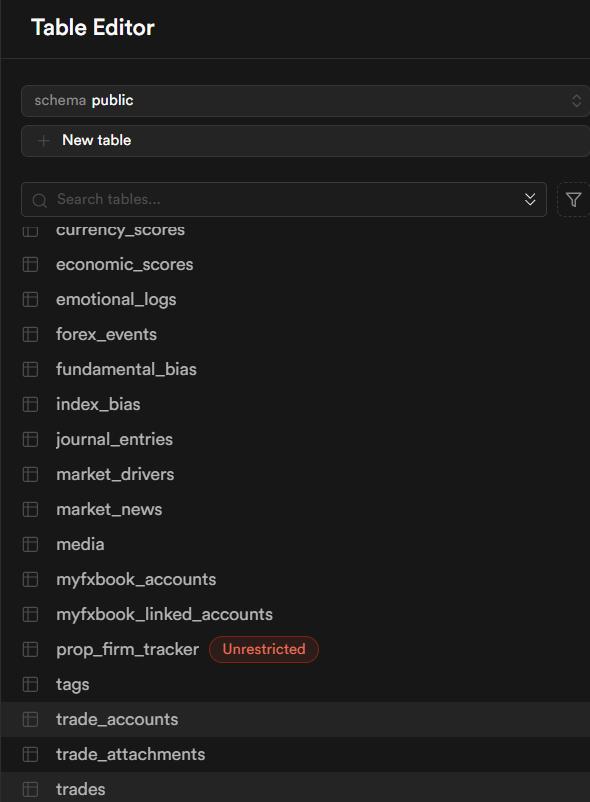 Table Editor
schema public
New table
Search tables...
currency_scores
economic_scores
emotional_logs
forex_events
fundamental_bias
index_bias
journal_entries
market_drivers
market_news
media
myfxbook_accounts
myfxbook_linked_accounts
prop_firm_tracker Unrestricted
tags
trade_accounts
trade_attachments
trades